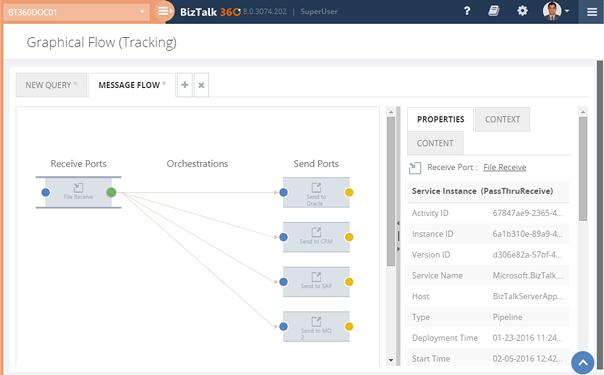 BT360DOC01
BizTalk 360 8.0.3074.202 | SuperUser
Graphical Flow (Tracking)
NEW QUERY
MESSAGE FLOW
Receive Ports
Orchestrations
Send Ports
File Receive
Send to Oracle
Send to CRM
Send to SAP
Send to MQ 2
PROPERTIES
CONTEXT
CONTENT
Receive Port : File Receive
Service Instance (PassThruReceive)
Activity ID 67847ae9-2365-4...
Instance ID 6a1b310e-89a9-4...
Version ID d306e82a-57bf-4...
Service Name Microsoft.BizTalk....
Host BizTalkServerApp...
Type Pipeline
Deployment Time 01-23-2016 11:24...
Start Time 02-05-2016 12:42...